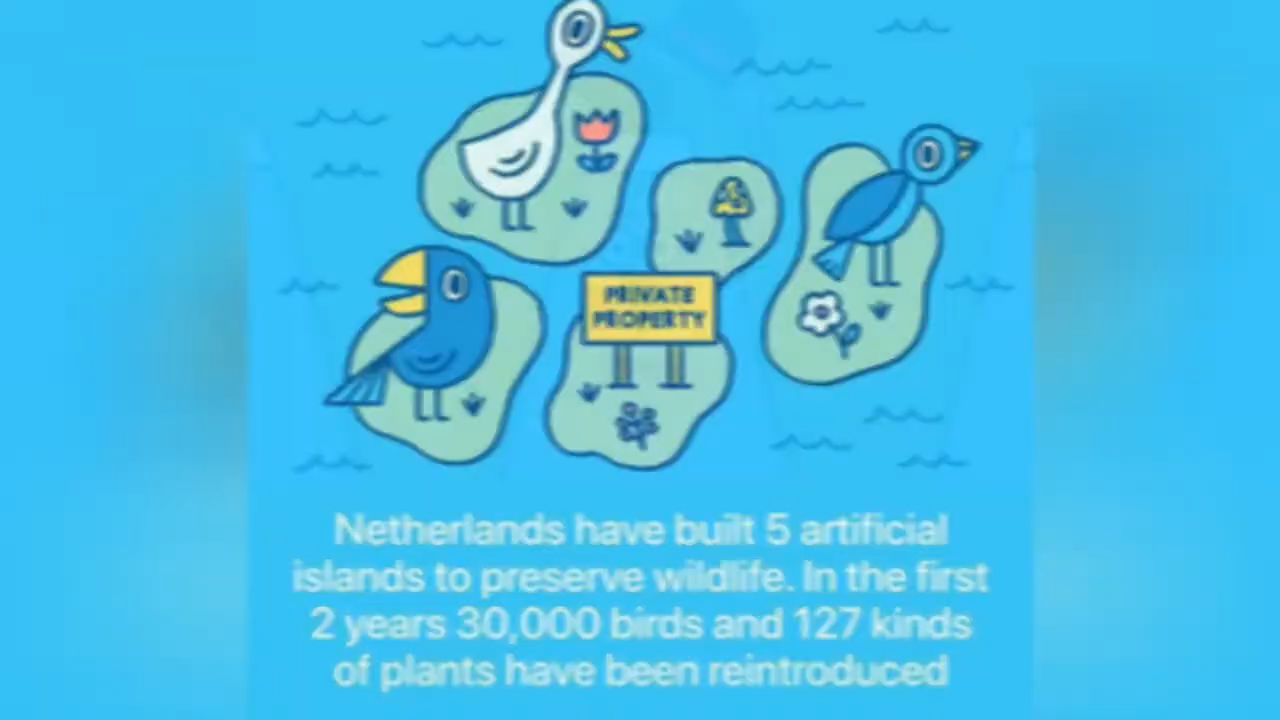 PRIVATE
PROPERTY
Netherlands have built 5 artificial
islands to preserve wildlife. In the first
2 years 30,000 birds and 127 kinds
of plants have been reintroduced